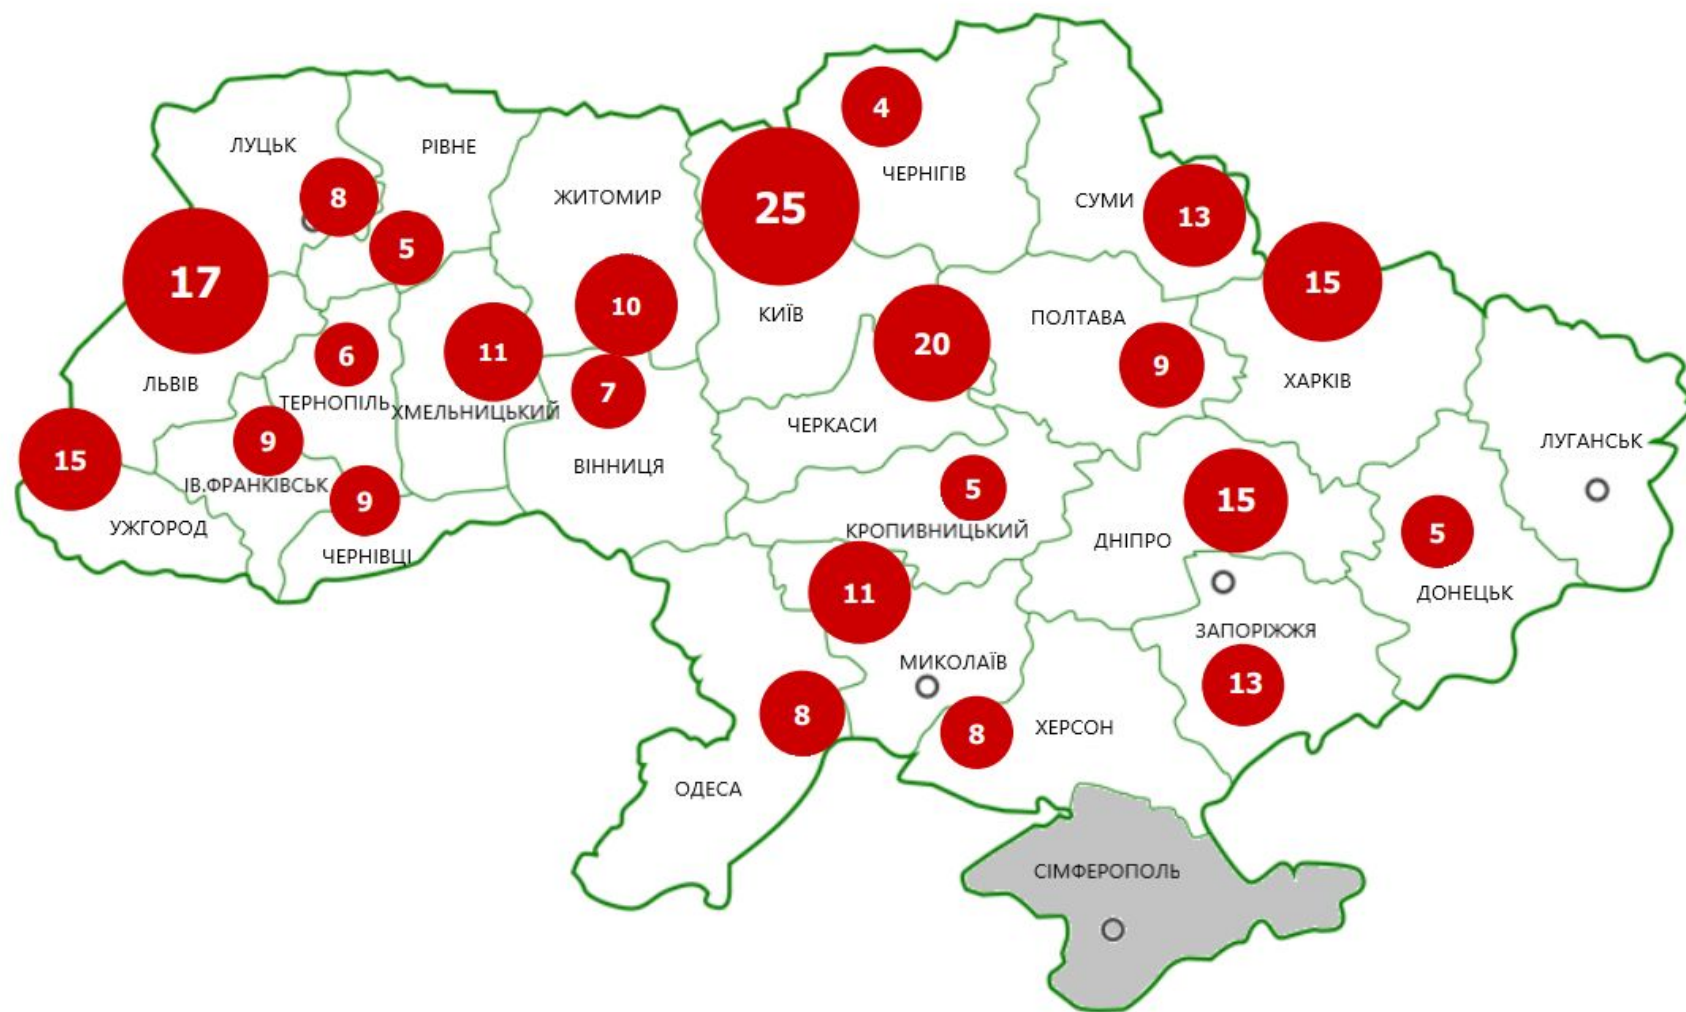 4
ЛУЦЬК
РІВНЕ
ЧЕРНІГІВ
ЖИТОМИР
8
25
СУМИ
13
5
17
15
10
КИЇВ
ПОЛТАВА
20
6
11
9
ЛЬВІВ
ХАРКІВ
7
ТЕРНОПІЛЬ
ХМЕЛЬНИЦЬКИЙ
ЧЕРКАСИ
9
ЛУГАНСЬК
15
ВІННИЦЯ
ІВ.ФРАНКІВСЬК
5
9
15
УЖГОРОД
КРОПИВНИЦЬКИЙ
5
ДНІПРО
ЧЕРНІВЦІ
11
ДОНЕЦЬК
ЗАПОРІЖЖЯ
МИКОЛАЇВ
13
8
ХЕРСОН
8
ОДЕСА
СІМФЕРОПОЛЬ